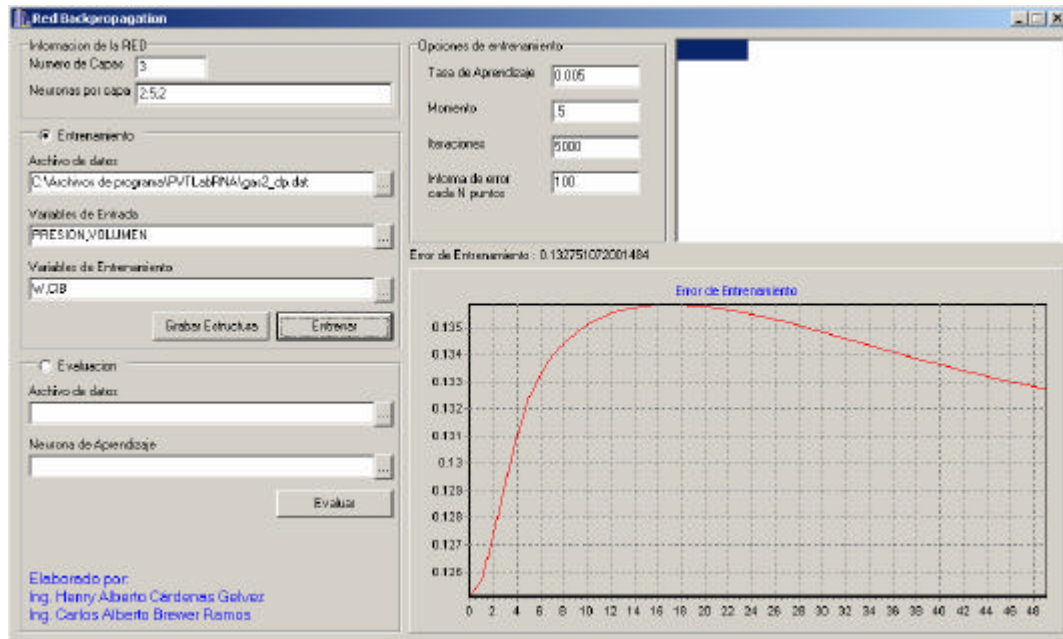 Red Backpropagation
Informacion de la RED
Numero de Capas 3
Neuronas por capa 2;5;2
Entrenamiento
Archivo de datos
C:\Archivos de programa\PVTLabRNA\gas2_dp.dat ...
Variables de Entrada
PRESION,VOLUMEN ...
Variables de Entrenamiento
W,CIB ...
Grabar Estructura Entrenar
Evaluacion
Archivo de datos
...
Neurona de Aprendizaje
...
Evaluar
Elaborado por:
Ing. Henry Alberto Cárdenas Gelvez
Ing. Carlos Alberto Brewer Ramos
Opciones de entrenamiento
Tasa de Aprendizaje 0.005
Momento .5
Iteraciones 5000
Informa de error
cada N puntos 100
Error de Entrenamiento : 0.132751072001484
Error de Entrenamiento
0.135
0.134
0.133
0.132
0.131
0.13
0.129
0.128
0.127
0.126
0 2 4 6 8 10 12 14 16 18 20 22 24 26 28 30 32 34 36 38 40 42 44 46 48